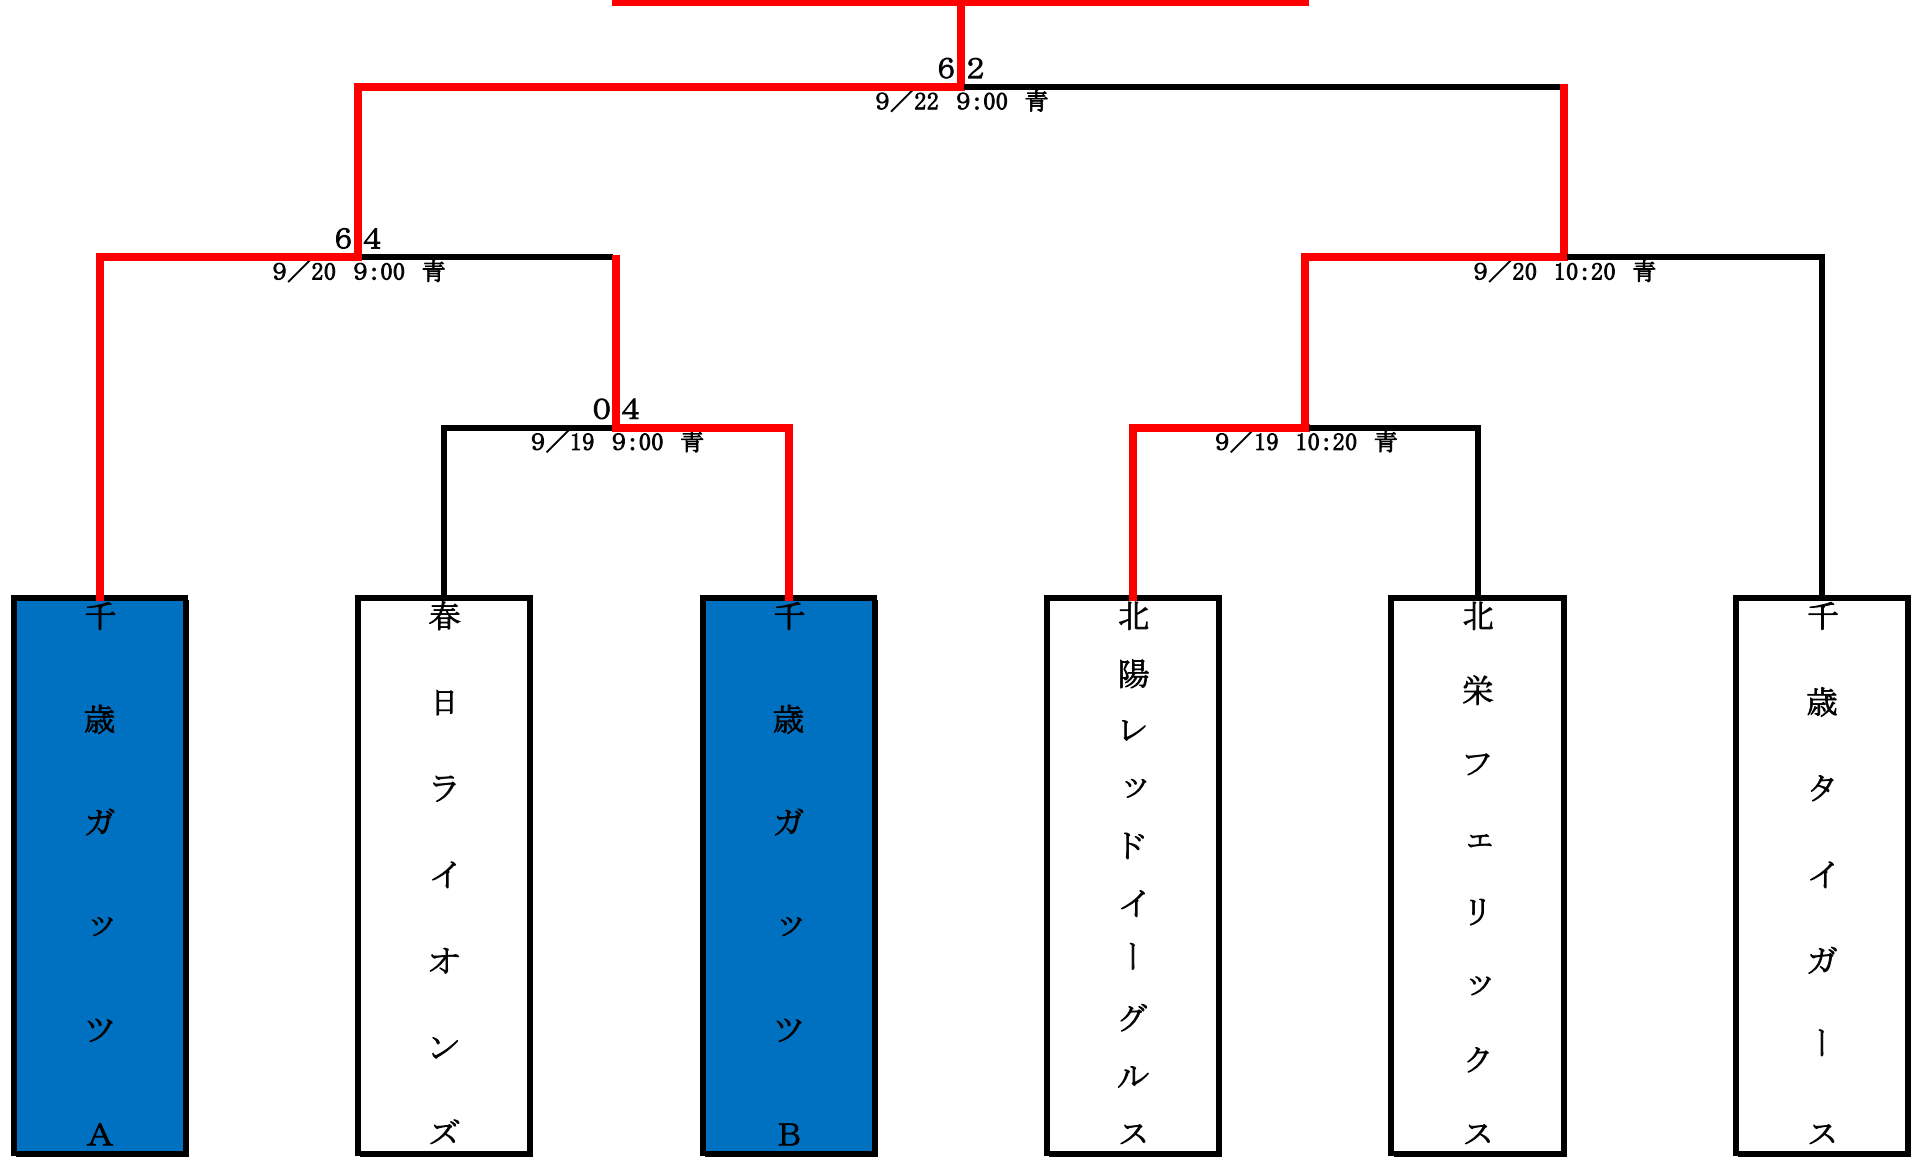 6 2
9／22 9:00 青
6 4
9／20 9:00 青
9／20 10:20 青
0 4
9／19 9:00 青
9／19 10:20 青
千歳ガッツA
春日ライオンズ
千歳ガッツB
北陽レッドイーグルス
北栄フェリックス
千歳タイガース